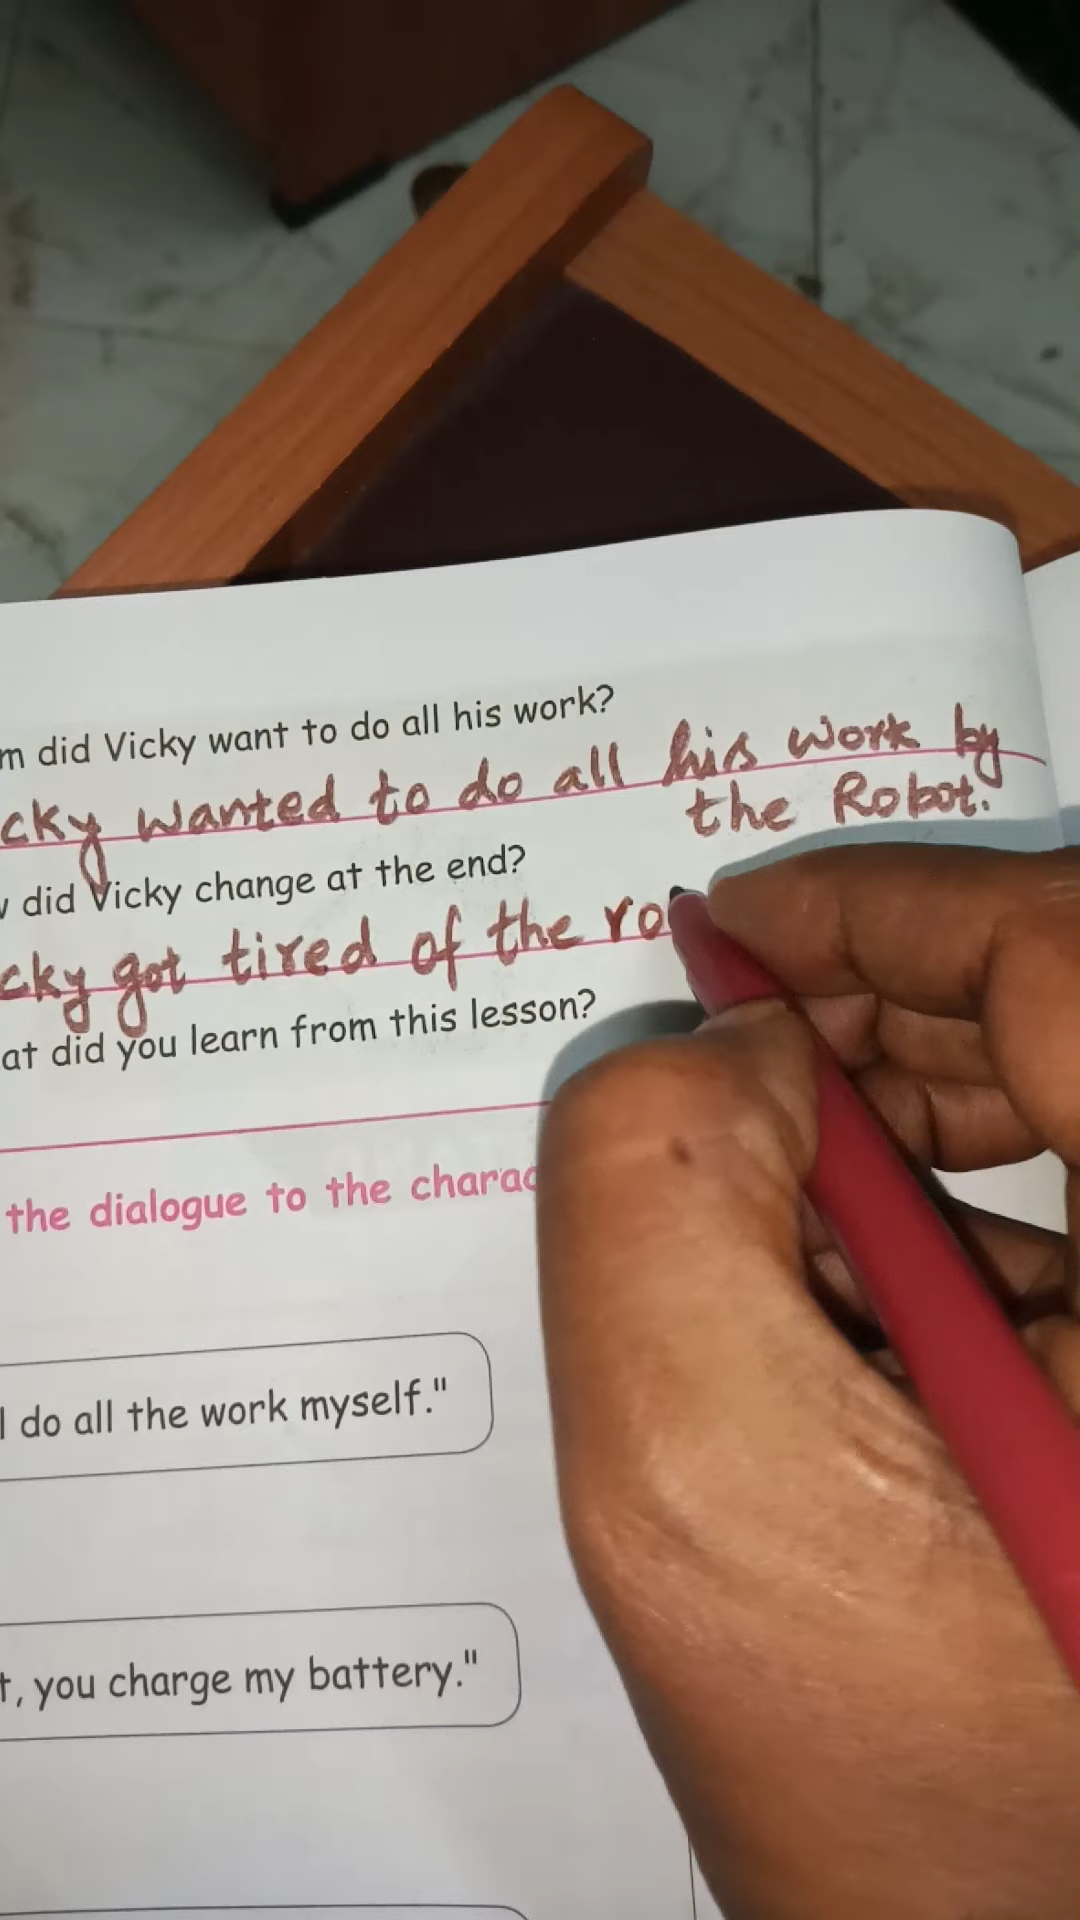 m did Vicky want to do all his work?
cky wanted to do all his work by
the Robot.
did Vicky change at the end?
cky got tired of the ro
at did you learn from this lesson?
the dialogue to the charac
do all the work myself."
t, you charge my battery."